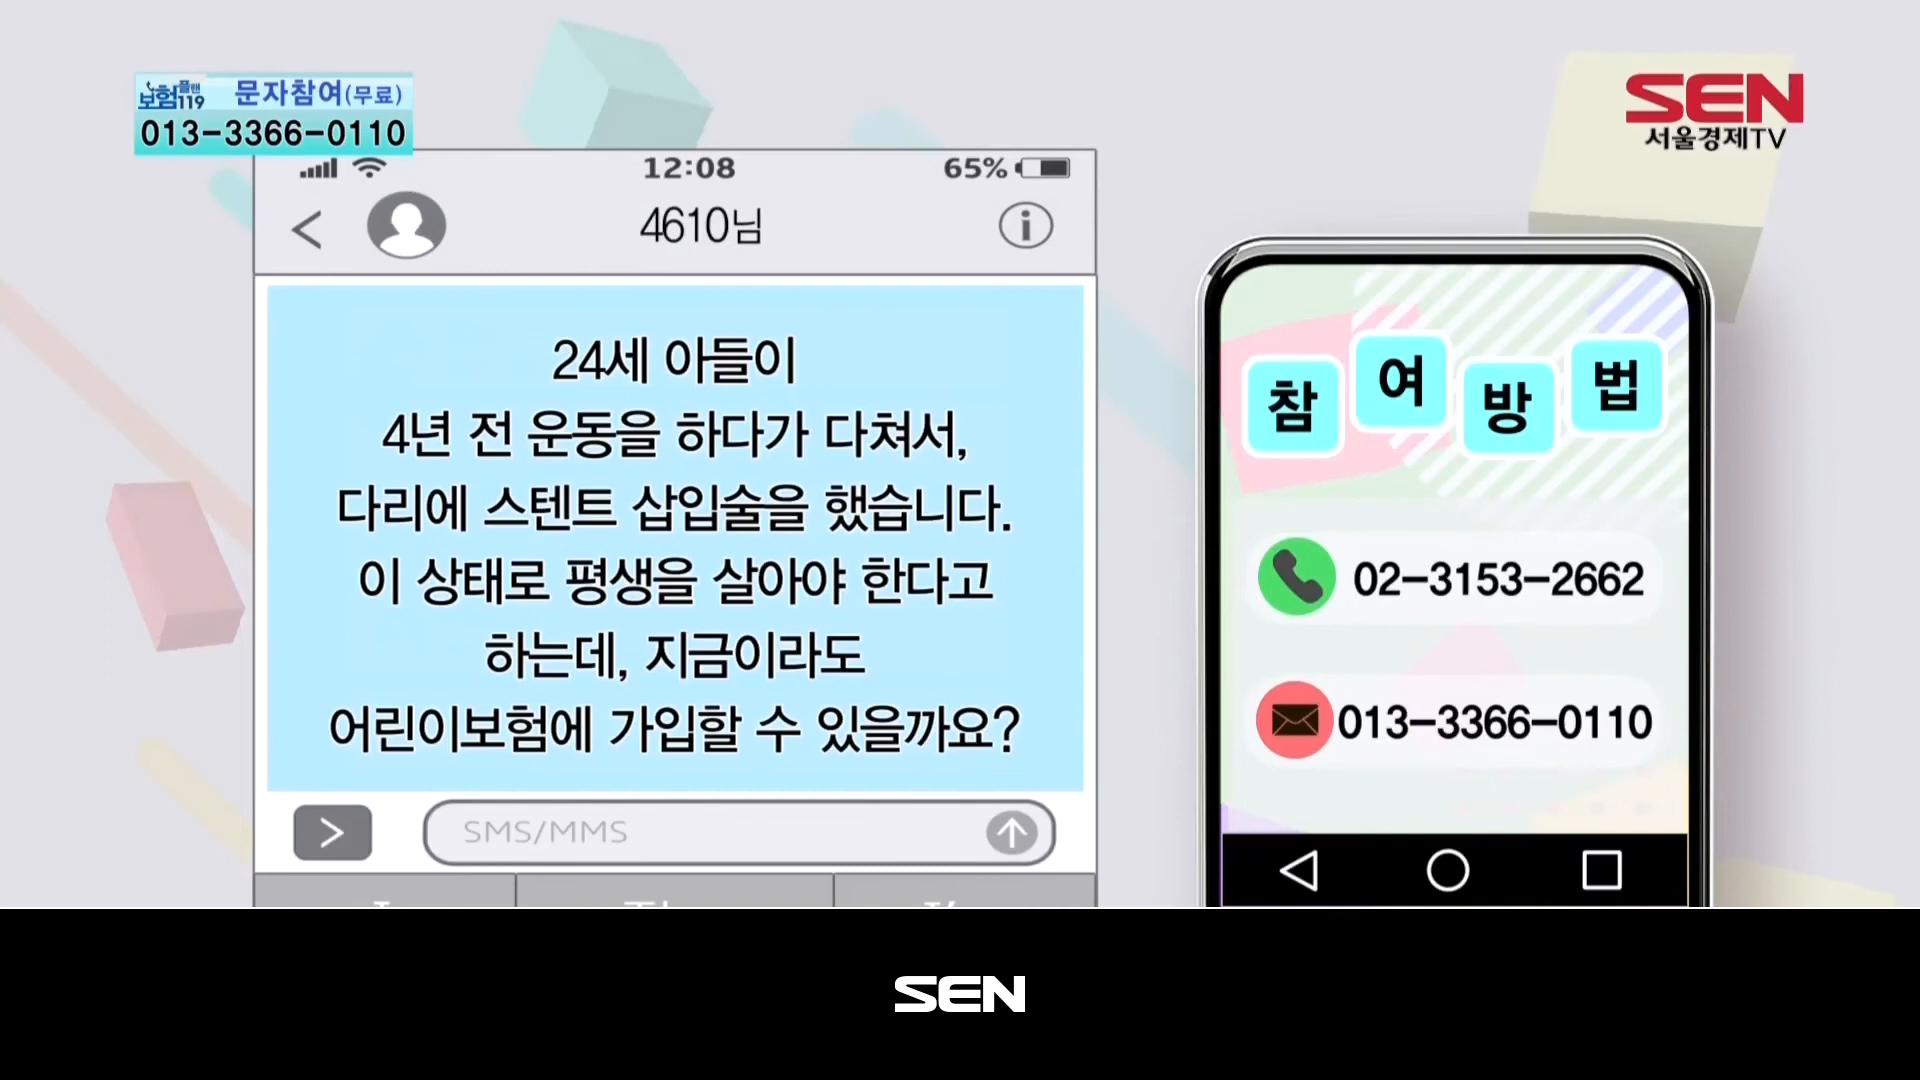 보험플랜119 문자참여(무료)
013-3366-0110
SEN
서울경제TV
12:08
65%
4610님
24세 아들이
4년 전 운동을 하다가 다쳐서,
다리에 스텐트 삽입술을 했습니다.
이 상태로 평생을 살아야 한다고
하는데, 지금이라도
어린이보험에 가입할 수 있을까요?
SMS/MMS
참여방법
02-3153-2662
013-3366-0110
SEN